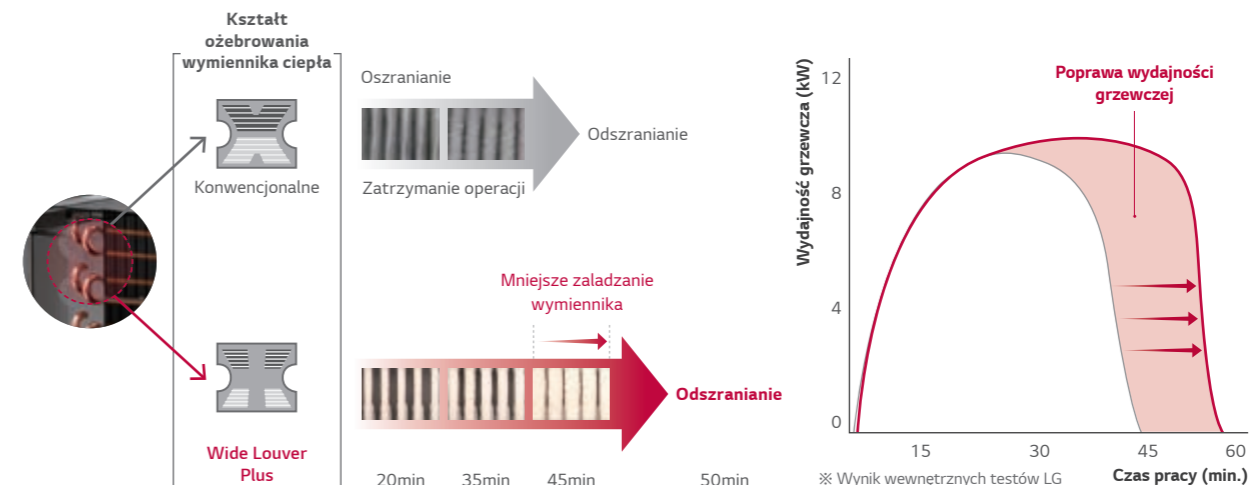 Kształt
ożebrowania
wymiennika ciepła
Konwencjonalne
Wide Louver
Plus
Oszranianie
Odszranianie
Zatrzymanie operacji
Mniejsze zaladzanie
wymiennika
Odszranianie
20min 35min 45min 50min
Wydajność grzewcza (kW)
12
8
4
0
Poprawa wydajności
grzewczej
15 30 45 60
※ Wynik wewnętrznych testów LG
Czas pracy (min.)